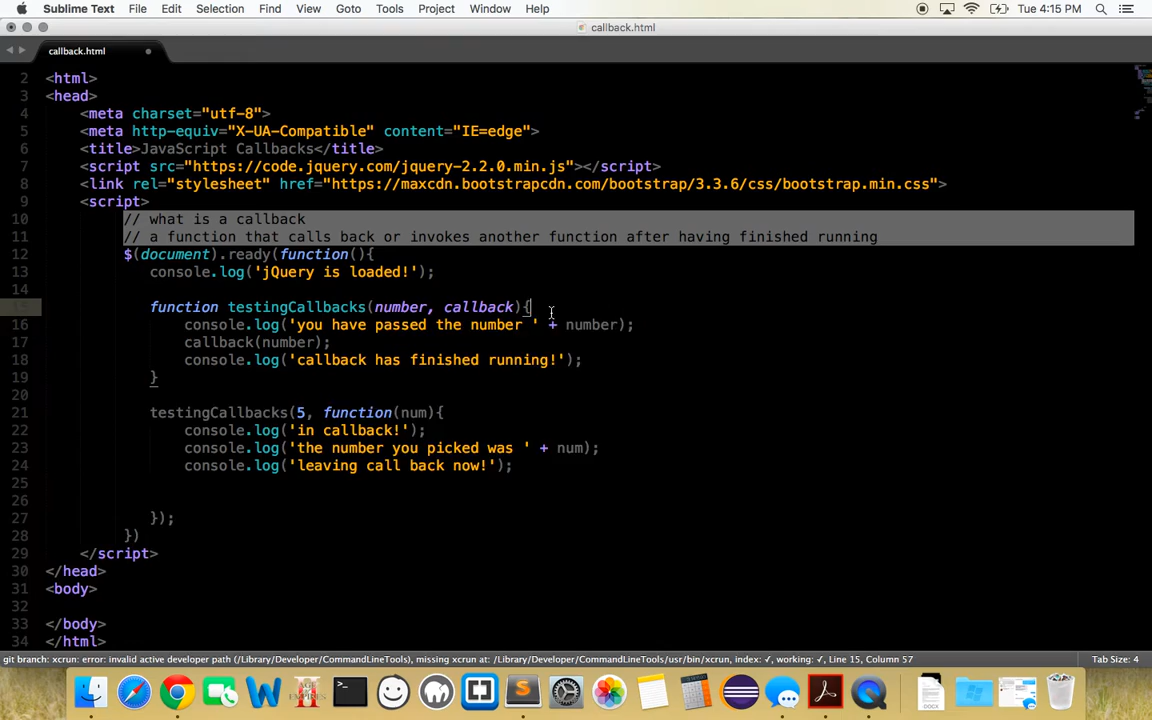 Sublime Text File Edit Selection Find View Goto Tools Project Window Help Tue 4:15 PM
callback.html
callback.html
2 <html>
3 <head>
4 <meta charset="utf-8">
5 <meta http-equiv="X-UA-Compatible" content="IE=edge">
6 <title>JavaScript Callbacks</title>
7 <script src="https://code.jquery.com/jquery-2.2.0.min.js"></script>
8 <link rel="stylesheet" href="https://maxcdn.bootstrapcdn.com/bootstrap/3.3.6/css/bootstrap.min.css">
9 <script>
10 // what is a callback
11 // a function that calls back or invokes another function after having finished running
12 $(document).ready(function(){
13 console.log('jQuery is loaded!');
14
15 function testingCallbacks(number, callback){
16 console.log('you have passed the number ' + number);
17 callback(number);
18 console.log('callback has finished running!');
19 }
20
21 testingCallbacks(5, function(num){
22 console.log('in callback!');
23 console.log('the number you picked was ' + num);
24 console.log('leaving call back now!');
25
26
27 });
28 })
29 </script>
30 </head>
31 <body>
32
33 </body>
34 </html>
git branch: xcrun: error: invalid active developer path (/Library/Developer/CommandLineTools), missing xcrun at: /Library/Developer/CommandLineTools/usr/bin/xcrun, index: ✓, working: ✓, Line 15, Column 57 Tab Size: 4